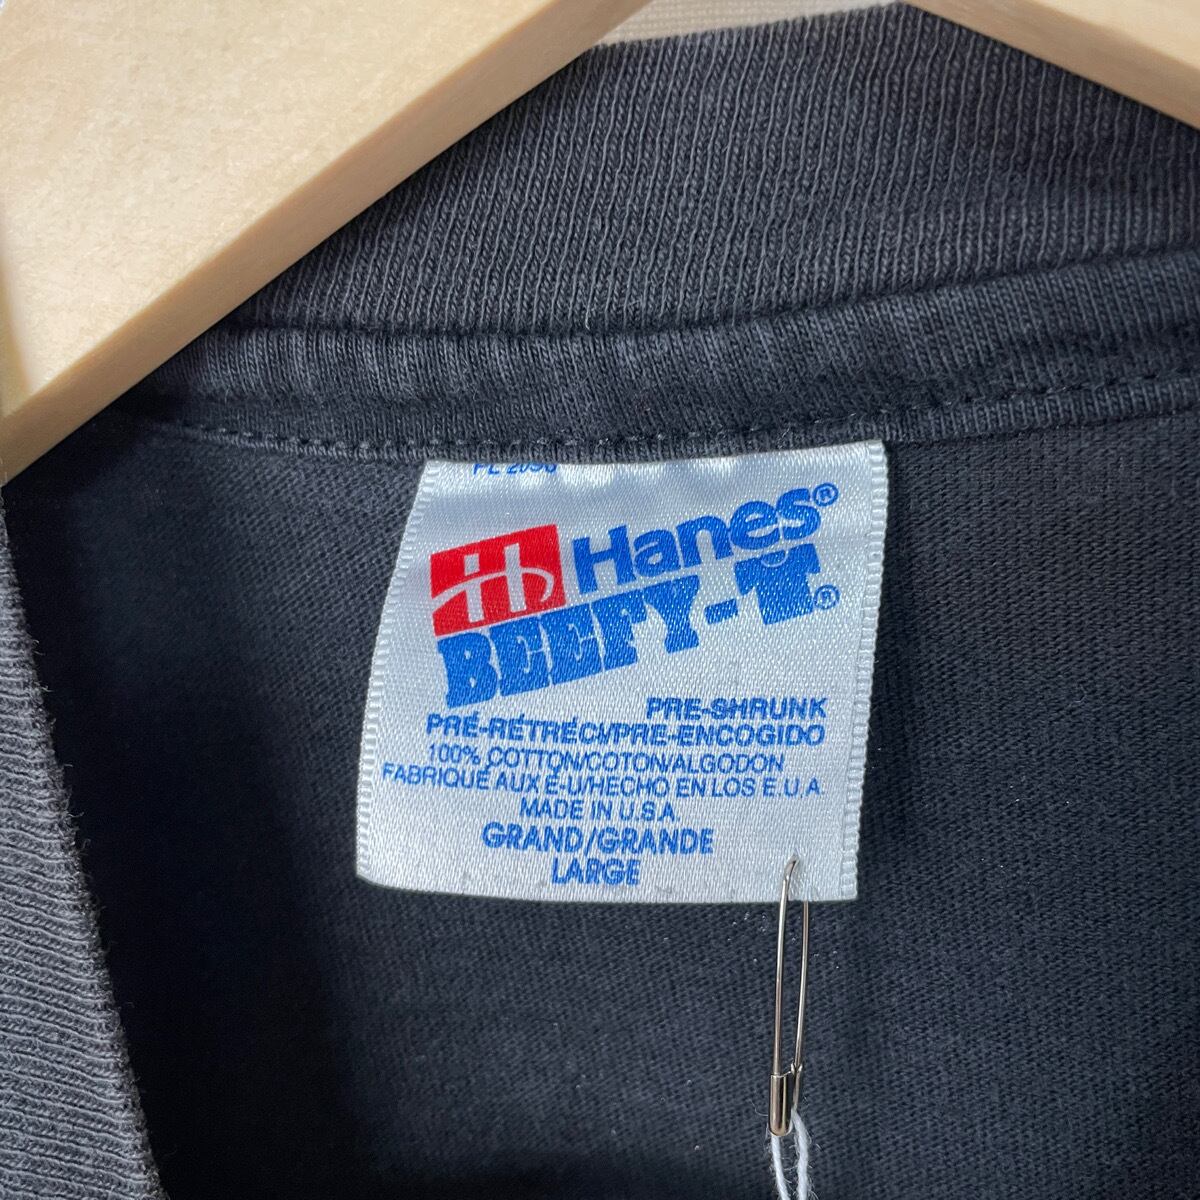 Hanes®
BEEFY-T®
PRE-SHRUNK
PRÉ-RÉTRÉCI/PRE-ENCOGIDO
100% COTTON/COTON/ALGODON
FABRIQUÉ AUX É-U/HECHO EN LOS E.U.A.
MADE IN U.S.A.
GRAND/GRANDE
LARGE